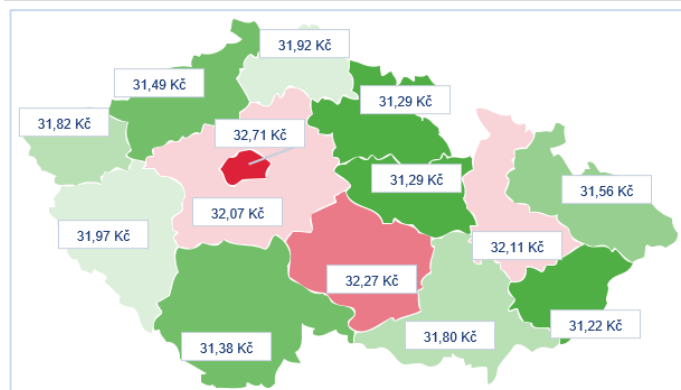 31,92 Kč
31,49 Kč
31,29 Kč
31,82 Kč
32,71 Kč
31,29 Kč
31,56 Kč
32,07 Kč
31,97 Kč
32,11 Kč
32,27 Kč
31,22 Kč
31,80 Kč
31,38 Kč